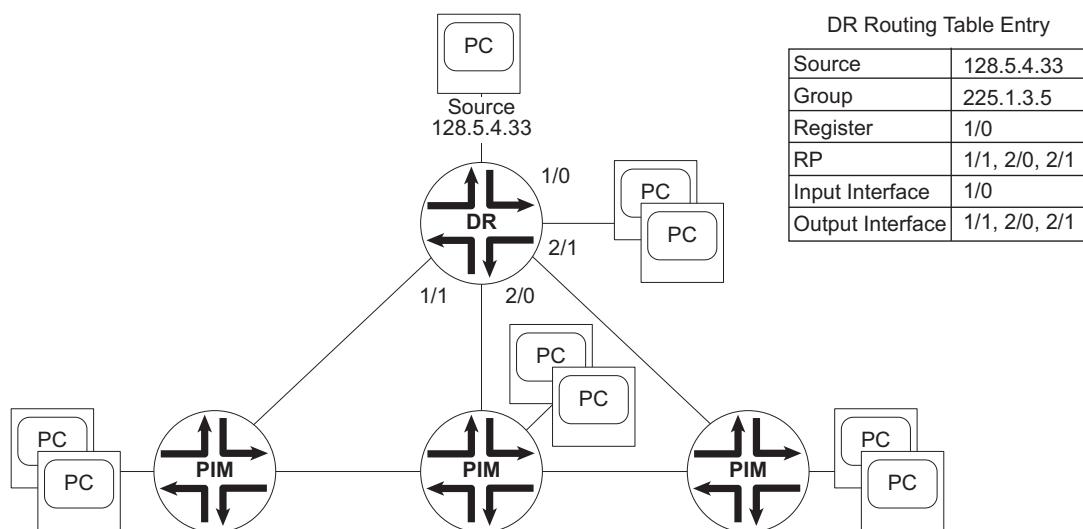 PC
Source
128.5.4.33
DR Routing Table Entry
Source 128.5.4.33
Group 225.1.3.5
Register 1/0
RP 1/1, 2/0, 2/1
Input Interface 1/0
Output Interface 1/1, 2/0, 2/1
1/0
PC
PC
DR
2/1
1/1
2/0
PC
PC
PC
PC
PIM
PIM
PIM
PC
PC